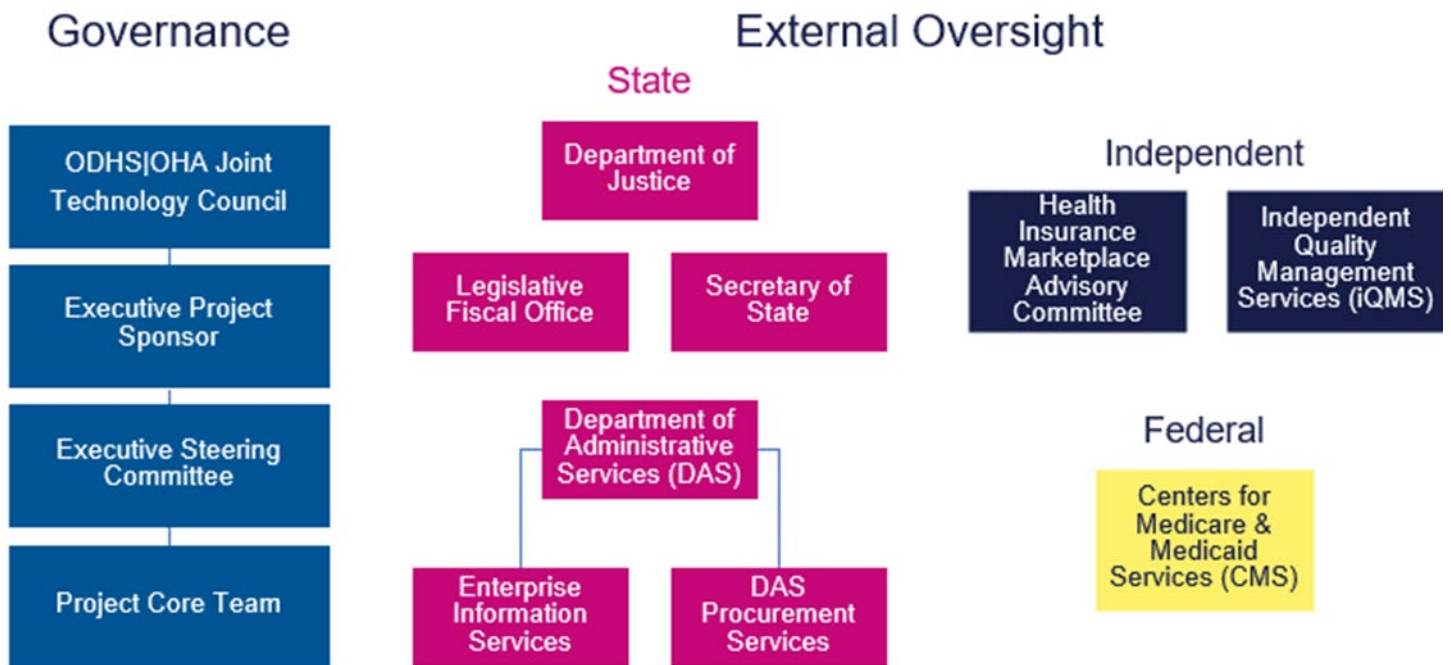 Governance
ODHS|OHA Joint
Technology Council
Executive Project
Sponsor
Executive Steering
Committee
Project Core Team
External Oversight
State
Department of
Justice
Legislative
Fiscal Office
Secretary of
State
Department of
Administrative
Services (DAS)
Enterprise
Information
Services
DAS
Procurement
Services
Independent
Health
Insurance
Marketplace
Advisory
Committee
Independent
Quality
Management
Services (iQMS)
Federal
Centers for
Medicare &
Medicaid
Services (CMS)